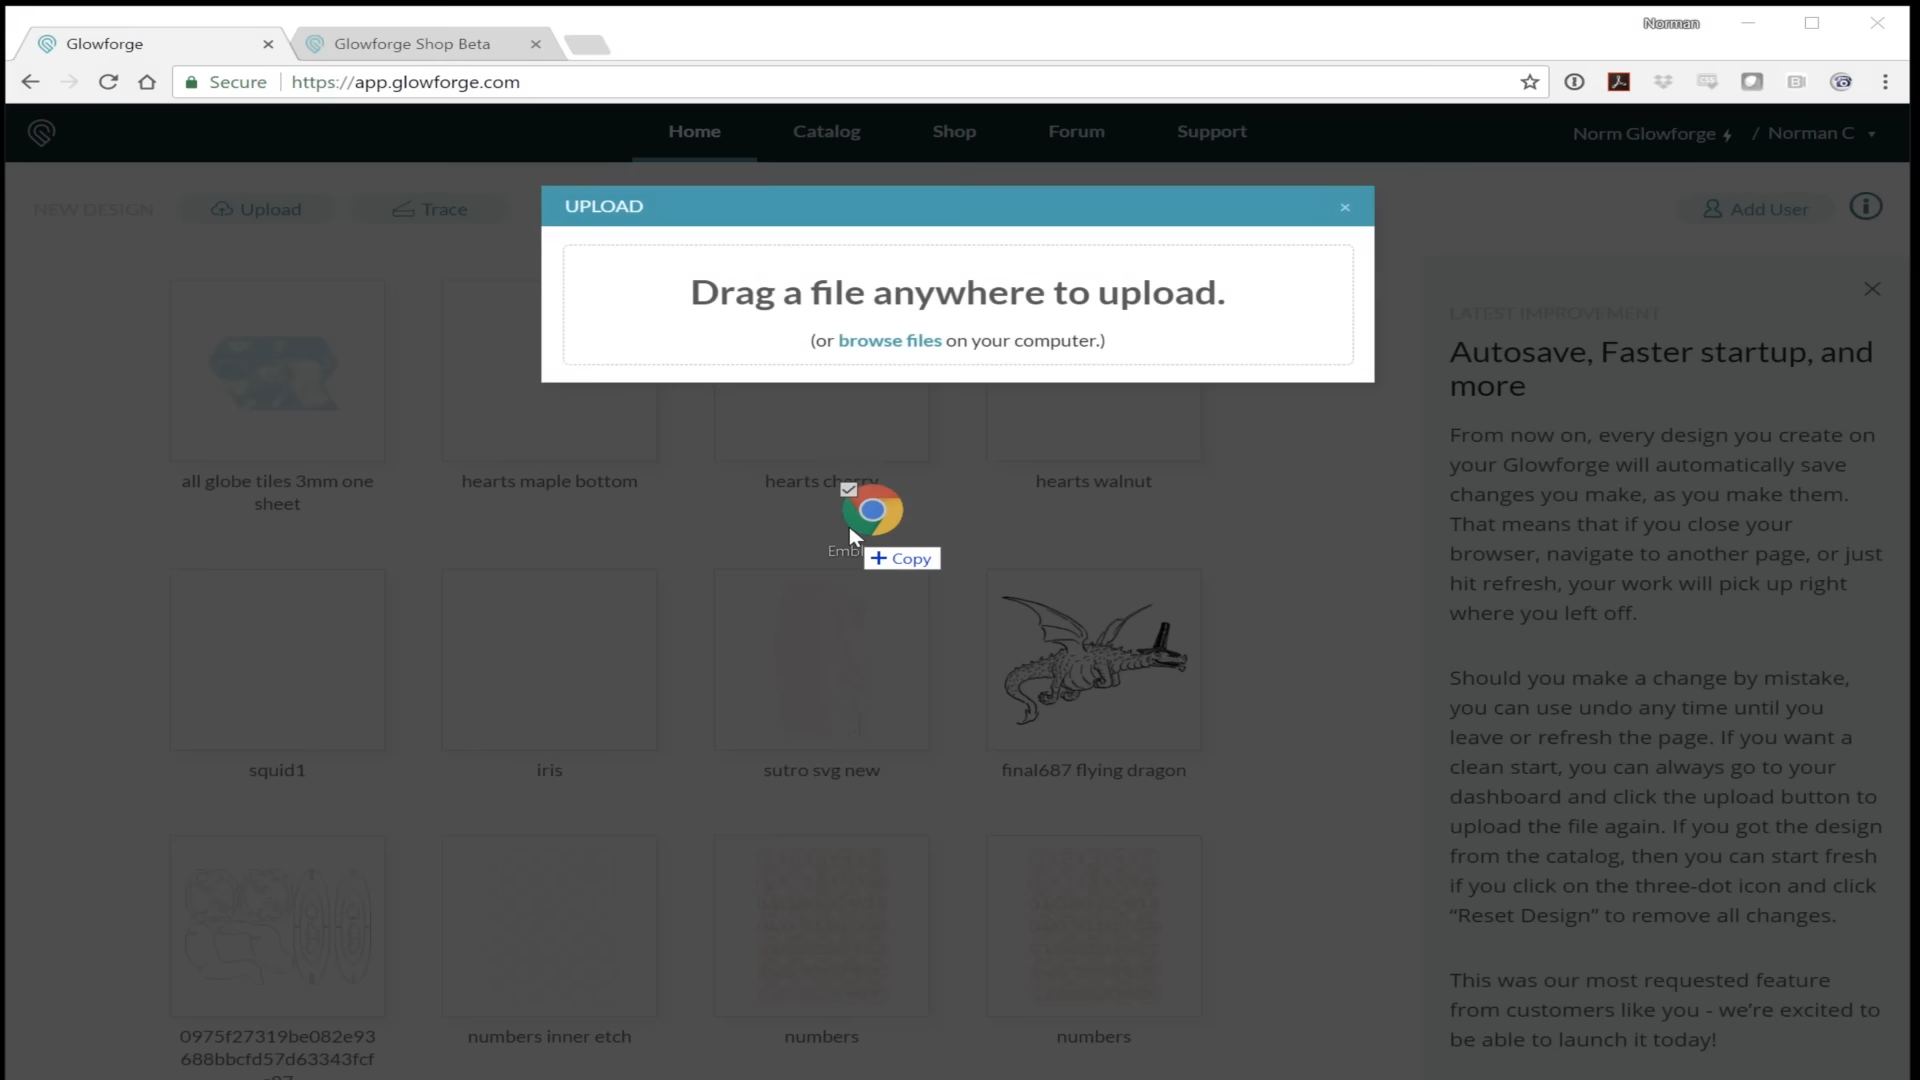 Norman
Glowforge
Glowforge Shop Beta
Secure
https://app.glowforge.com
Home
Catalog
Shop
Forum
Support
Norm Glowforge
/ Norman C
NEW DESIGN
Upload
Trace
Add User
UPLOAD
Drag a file anywhere to upload.
(or browse files on your computer.)
all globe tiles 3mm one
sheet
hearts maple bottom
hearts cherry
hearts walnut
+ Copy
squid1
iris
sutro svg new
final687 flying dragon
0975f27319be082e93
688bbcfd57d63343fcf
numbers inner etch
numbers
numbers
LATEST IMPROVEMENT
Autosave, Faster startup, and
more
From now on, every design you create on
your Glowforge will automatically save
changes you make, as you make them.
That means that if you close your
browser, navigate to another page, or just
hit refresh, your work will pick up right
where you left off.
Should you make a change by mistake,
you can use undo any time until you
leave or refresh the page. If you want a
clean start, you can always go to your
dashboard and click the upload button to
upload the file again. If you got the design
from the catalog, then you can start fresh
if you click on the three-dot icon and click
“Reset Design” to remove all changes.
This was our most requested feature
from customers like you - we’re excited to
be able to launch it today!